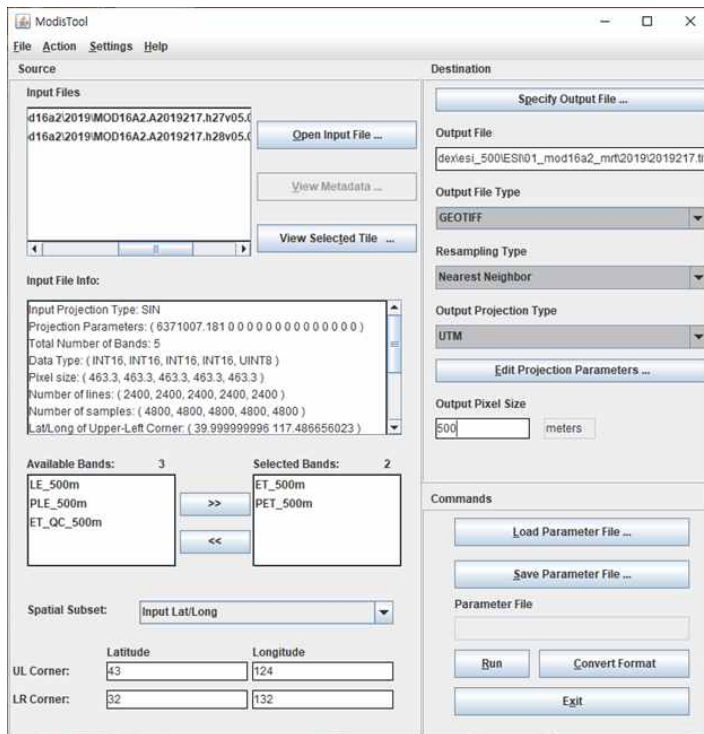 ModisTool
File Action Settings Help
Source
Input Files
d16a2\2019\MOD16A2.A2019217.h27v05.0
d16a2\2019\MOD16A2.A2019217.h28v05.0
Open Input File ...
View Metadata ...
View Selected Tile ...
Input File Info:
Input Projection Type: SIN
Projection Parameters: ( 6371007.181 0 0 0 0 0 0 0 0 0 0 0 0 0 0 )
Total Number of Bands: 5
Data Type: ( INT16, INT16, INT16, INT16, UINT8 )
Pixel size: ( 463.3, 463.3, 463.3, 463.3, 463.3 )
Number of lines: ( 2400, 2400, 2400, 2400, 2400 )
Number of samples: ( 4800, 4800, 4800, 4800, 4800 )
Lat/Long of Upper-Left Corner: ( 39.999999996 117.486656023 )
Available Bands: 3
LE_500m
PLE_500m
ET_QC_500m
>>
<<
Selected Bands: 2
ET_500m
PET_500m
Spatial Subset: Input Lat/Long
Latitude Longitude
UL Corner: 43 124
LR Corner: 32 132
Destination
Specify Output File ...
Output File
dex\esi_500\ESI\01_mod16a2_mrt\2019\2019217.ti
Output File Type
GEOTIFF
Resampling Type
Nearest Neighbor
Output Projection Type
UTM
Edit Projection Parameters ...
Output Pixel Size
500 meters
Commands
Load Parameter File ...
Save Parameter File ...
Parameter File
Run Convert Format
Exit